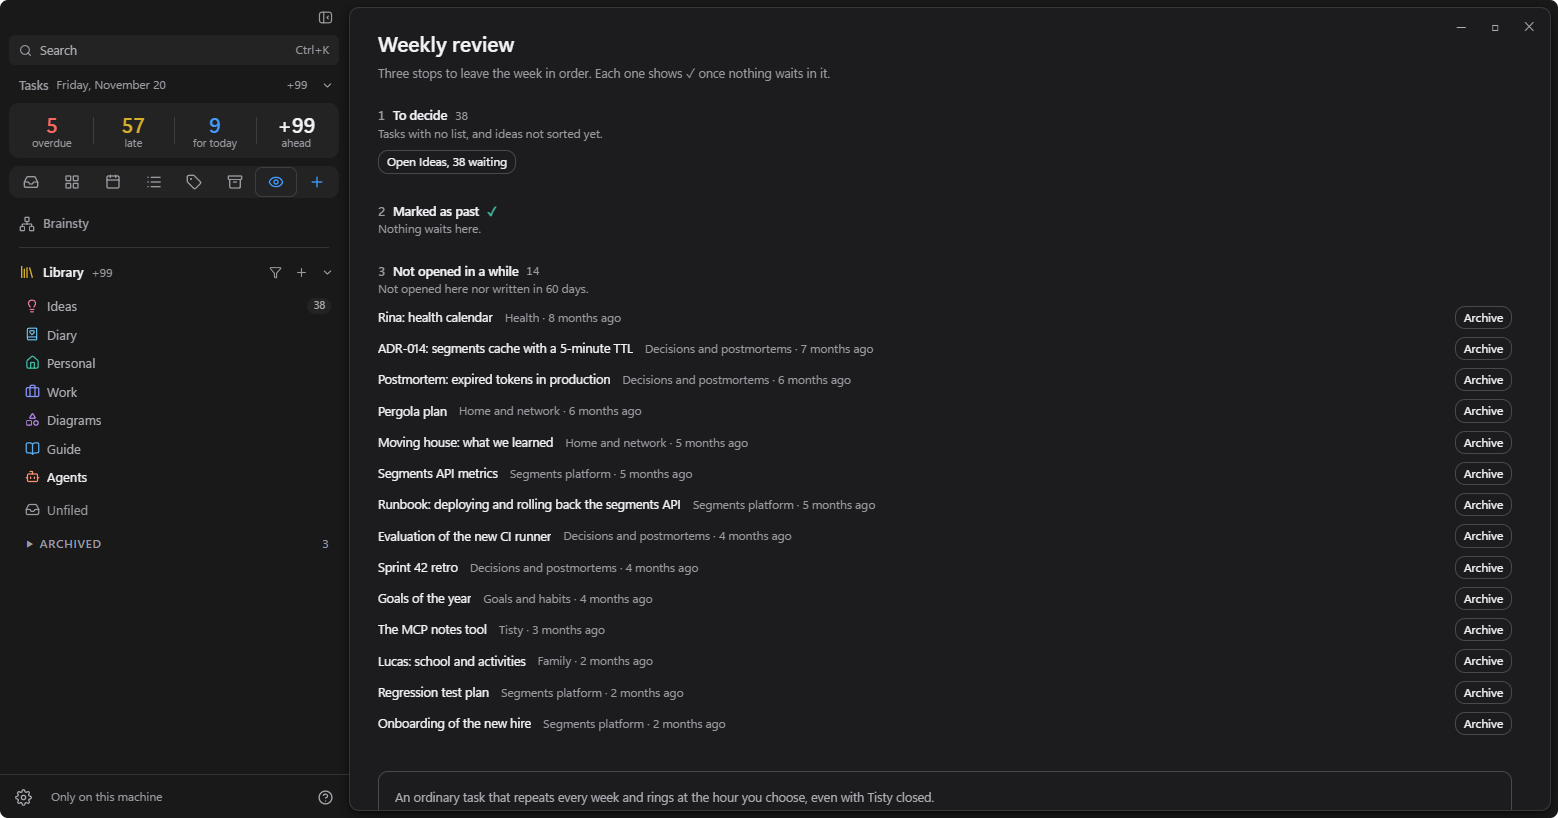 Search Ctrl+K
Tasks Friday, November 20 +99
5 57 9 +99
overdue late for today ahead
Brainsty
Library +99
Ideas 38
Diary
Personal
Work
Diagrams
Guide
Agents
Unfiled
ARCHIVED 3
Only on this machine
Weekly review
Three stops to leave the week in order. Each one shows ✓ once nothing waits in it.
1 To decide 38
Tasks with no list, and ideas not sorted yet.
Open Ideas, 38 waiting
2 Marked as past ✓
Nothing waits here.
3 Not opened in a while 14
Not opened here nor written in 60 days.
Rina: health calendar Health · 8 months ago Archive
ADR-014: segments cache with a 5-minute TTL Decisions and postmortems · 7 months ago Archive
Postmortem: expired tokens in production Decisions and postmortems · 6 months ago Archive
Pergola plan Home and network · 6 months ago Archive
Moving house: what we learned Home and network · 5 months ago Archive
Segments API metrics Segments platform · 5 months ago Archive
Runbook: deploying and rolling back the segments API Segments platform · 5 months ago Archive
Evaluation of the new CI runner Decisions and postmortems · 4 months ago Archive
Sprint 42 retro Decisions and postmortems · 4 months ago Archive
Goals of the year Goals and habits · 4 months ago Archive
The MCP notes tool Tisty · 3 months ago Archive
Lucas: school and activities Family · 2 months ago Archive
Regression test plan Segments platform · 2 months ago Archive
Onboarding of the new hire Segments platform · 2 months ago Archive
An ordinary task that repeats every week and rings at the hour you choose, even with Tisty closed.